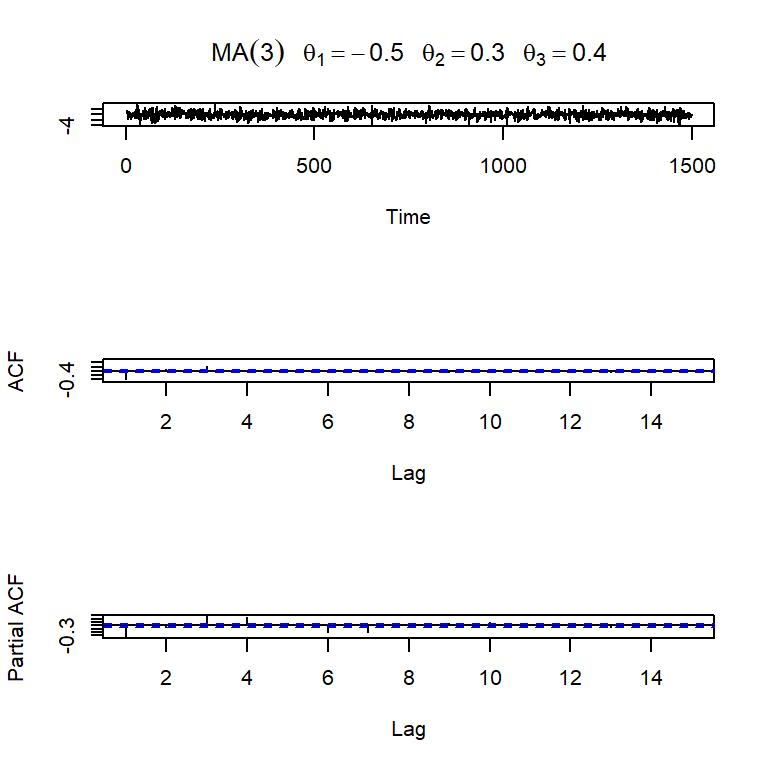 MA(3) θ₁ = − 0.5 θ₂ = 0.3 θ₃ = 0.4
-4
0 500 1000 1500
Time
ACF
-0.4
2 4 6 8 10 12 14
Lag
Partial ACF
-0.3
2 4 6 8 10 12 14
Lag